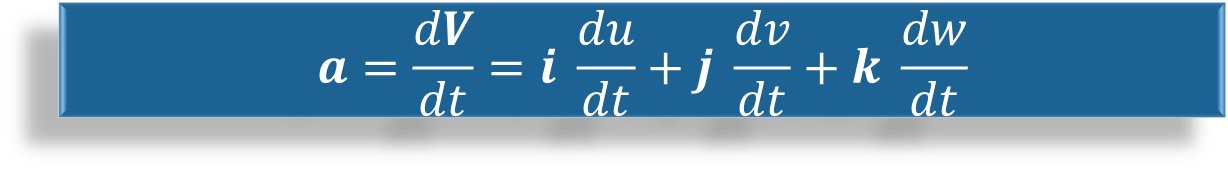 𝒂 = d𝑽/dt = 𝒊 du/dt + 𝒋 dv/dt + 𝒌 dw/dt